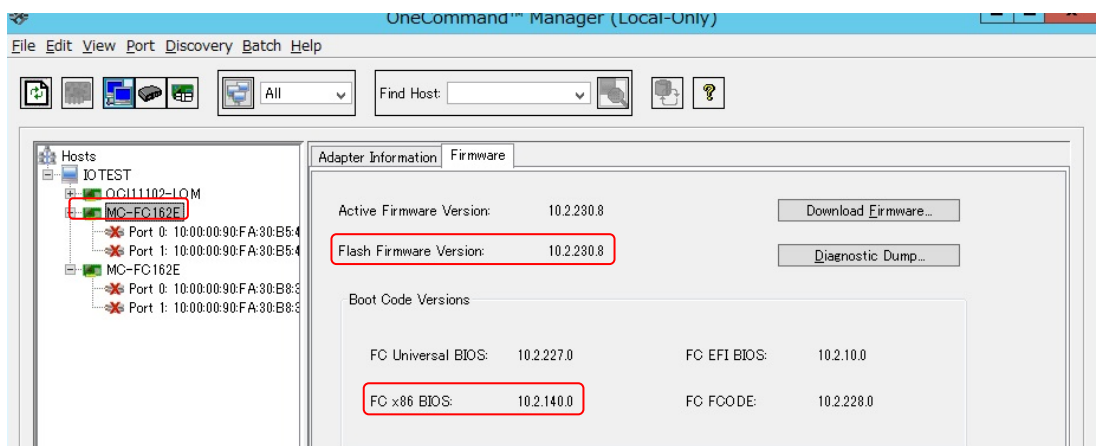 OneCommand™ Manager (Local-Only)
File Edit View Port Discovery Batch Help
All
Find Host:
Hosts
IOTEST
OCI11102-LOM
MC-FC162E
Port 0: 10:00:00:90:FA:30:B5:4
Port 1: 10:00:00:90:FA:30:B5:4
MC-FC162E
Port 0: 10:00:00:90:FA:30:B8:3
Port 1: 10:00:00:90:FA:30:B8:3
Adapter Information Firmware
Active Firmware Version: 10.2.230.8 Download Firmware...
Flash Firmware Version: 10.2.230.8 Diagnostic Dump...
Boot Code Versions
FC Universal BIOS: 10.2.227.0 FC EFI BIOS: 10.2.10.0
FC x86 BIOS: 10.2.140.0 FC FCODE: 10.2.228.0